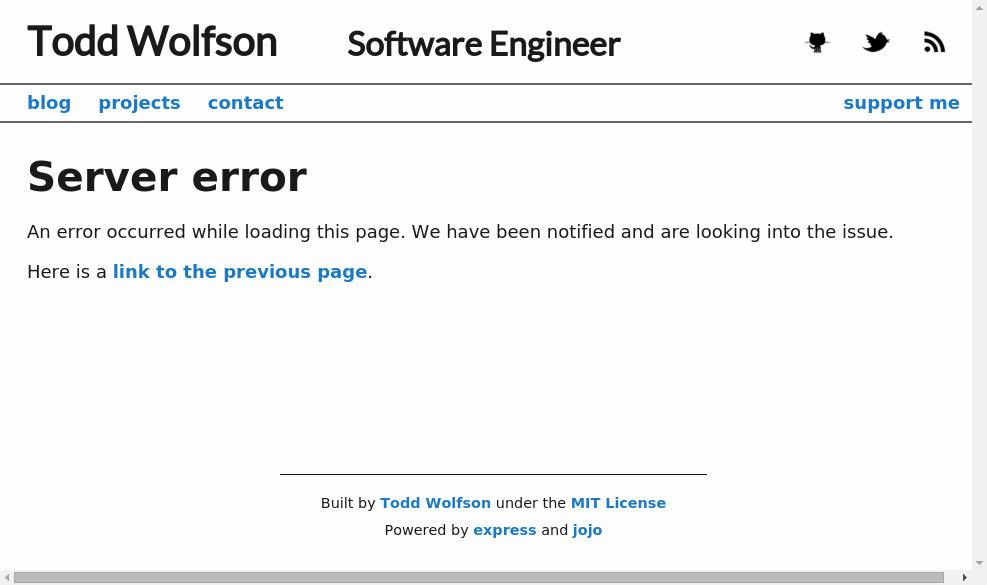 Todd Wolfson Software Engineer
blog projects contact support me
Server error
An error occurred while loading this page. We have been notified and are looking into the issue.
Here is a link to the previous page.
Built by Todd Wolfson under the MIT License
Powered by express and jojo